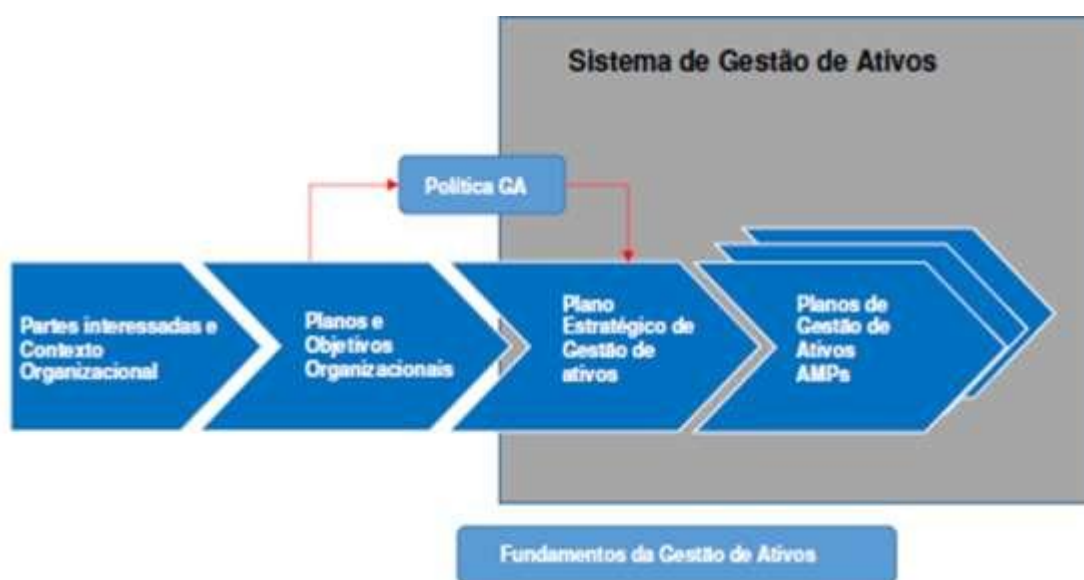 Sistema de Gestão de Ativos
Política GA
Partes interessadas e
Contexto
Organizacional
Planos e
Objetivos
Organizacionais
Plano
Estratégico de
Gestão de
ativos
Planos de
Gestão de
Ativos
AMPs
Fundamentos da Gestão de Ativos